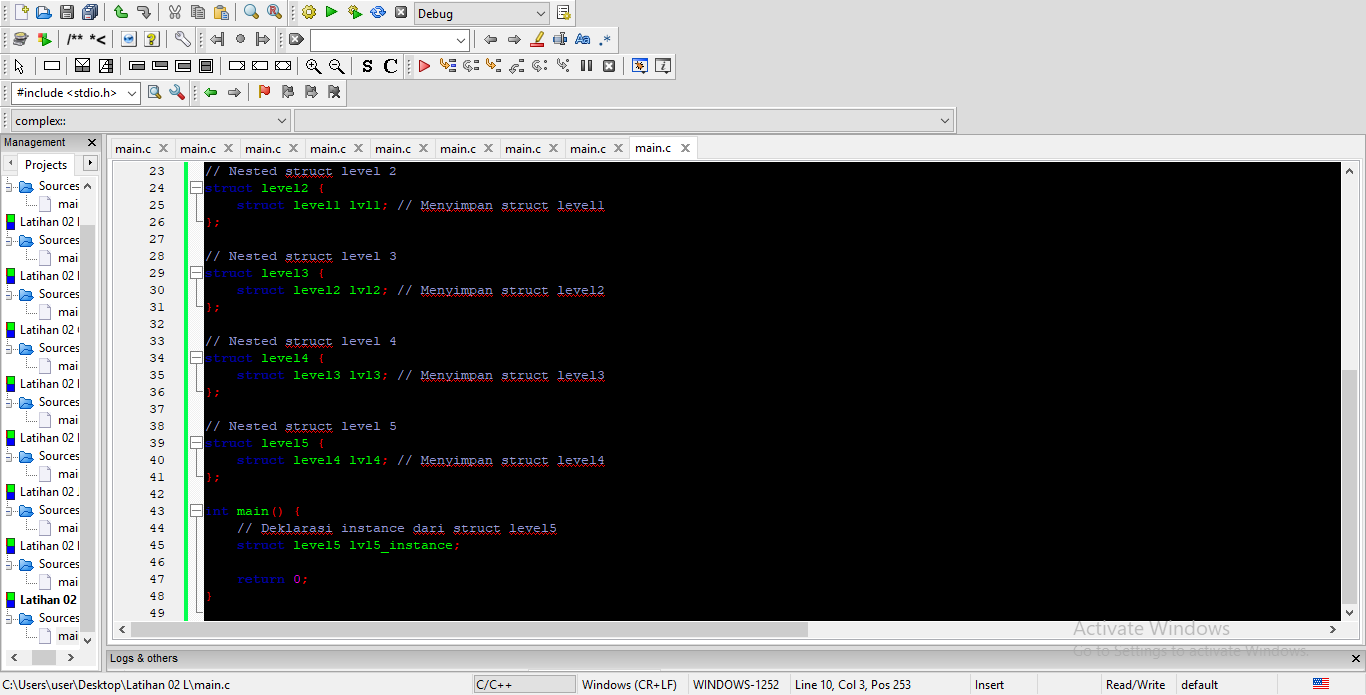 Debug
/** *<
Aa .*
S C
#include <stdio.h>
complex::
Management
Projects
main.c main.c main.c main.c main.c main.c main.c main.c main.c
Sources
mai
Latihan 02 I
Sources
mai
Latihan 02 I
Sources
mai
Latihan 02
Sources
mai
Latihan 02 I
Sources
mai
Latihan 02 I
Sources
mai
Latihan 02 .
Sources
mai
Latihan 02 I
Sources
mai
Latihan 02
Sources
mai
23 // Nested struct level 2
24 struct level2 {
25 struct level1 lvl1; // Menyimpan struct level1
26 };
27
28 // Nested struct level 3
29 struct level3 {
30 struct level2 lvl2; // Menyimpan struct level2
31 };
32
33 // Nested struct level 4
34 struct level4 {
35 struct level3 lvl3; // Menyimpan struct level3
36 };
37
38 // Nested struct level 5
39 struct level5 {
40 struct level4 lvl4; // Menyimpan struct level4
41 };
42
43 int main() {
44 // Deklarasi instance dari struct level5
45 struct level5 lvl5_instance;
46
47 return 0;
48 }
49
Activate Windows
Go to Settings to activate Windows.
Logs & others
C:\Users\user\Desktop\Latihan 02 L\main.c C/C++ Windows (CR+LF) WINDOWS-1252 Line 10, Col 3, Pos 253 Insert Read/Write default